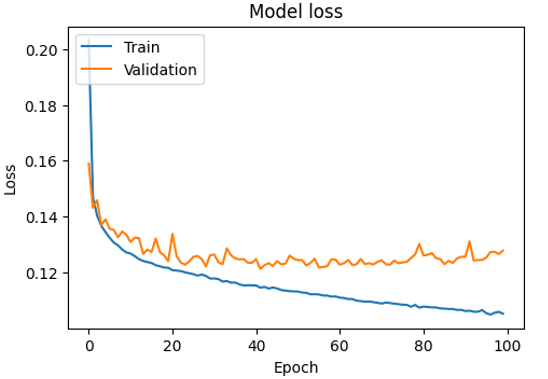 Model loss
Train
Validation
0.20
0.18
0.16
0.14
0.12
Loss
0 20 40 60 80 100
Epoch